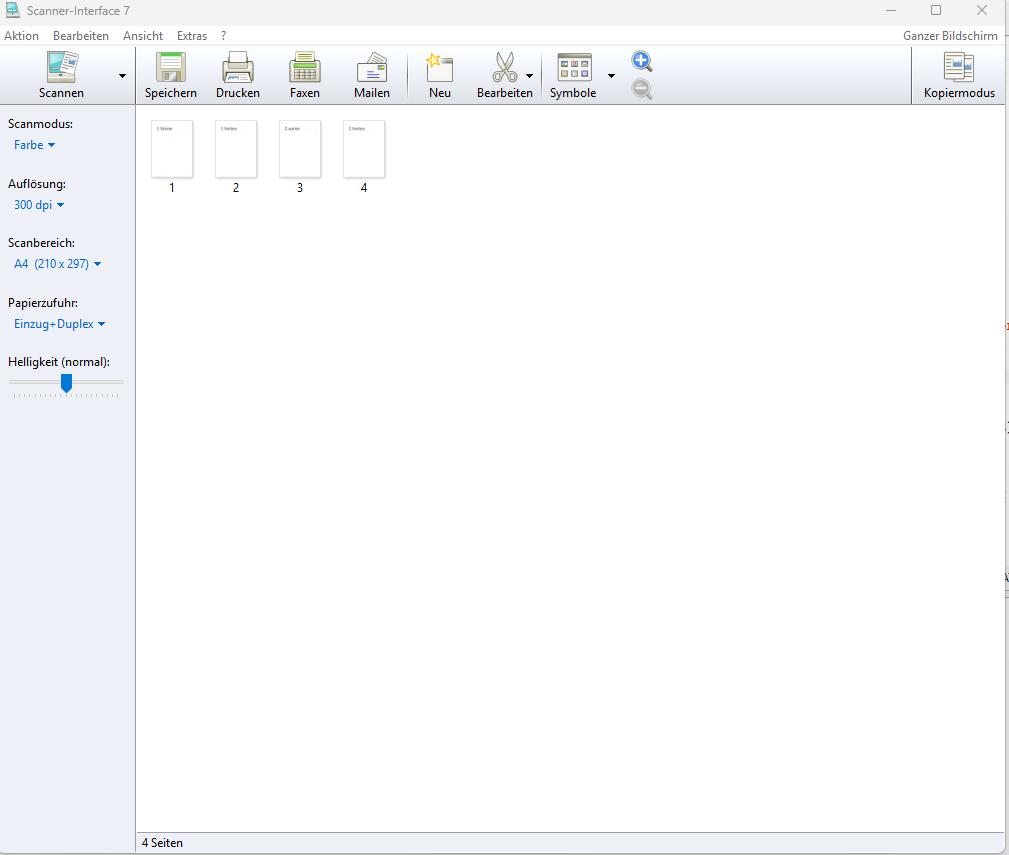 Scanner-Interface 7
Aktion Bearbeiten Ansicht Extras ? Ganzer Bildschirm
Scannen Speichern Drucken Faxen Mailen Neu Bearbeiten Symbole Kopiermodus
Scanmodus:
Farbe
Auflösung:
300 dpi
Scanbereich:
A4 (210 x 297)
Papierzufuhr:
Einzug+Duplex
Helligkeit (normal):
1 Vorne 1 hinten 2 vorne 2 hinten
1 2 3 4
4 Seiten